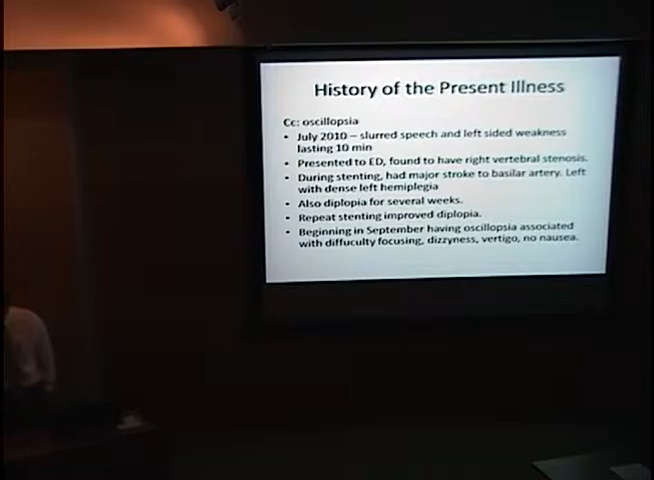 History of the Present Illness
Cc: oscillopsia
• July 2010 – slurred speech and left sided weakness
lasting 10 min
• Presented to ED, found to have right vertebral stenosis.
• During stenting, had major stroke to basilar artery. Left
with dense left hemiplegia
• Also diplopia for several weeks.
• Repeat stenting improved diplopia.
• Beginning in September having oscillopsia associated
with diffuculty focusing, dizzyness, vertigo, no nausea.